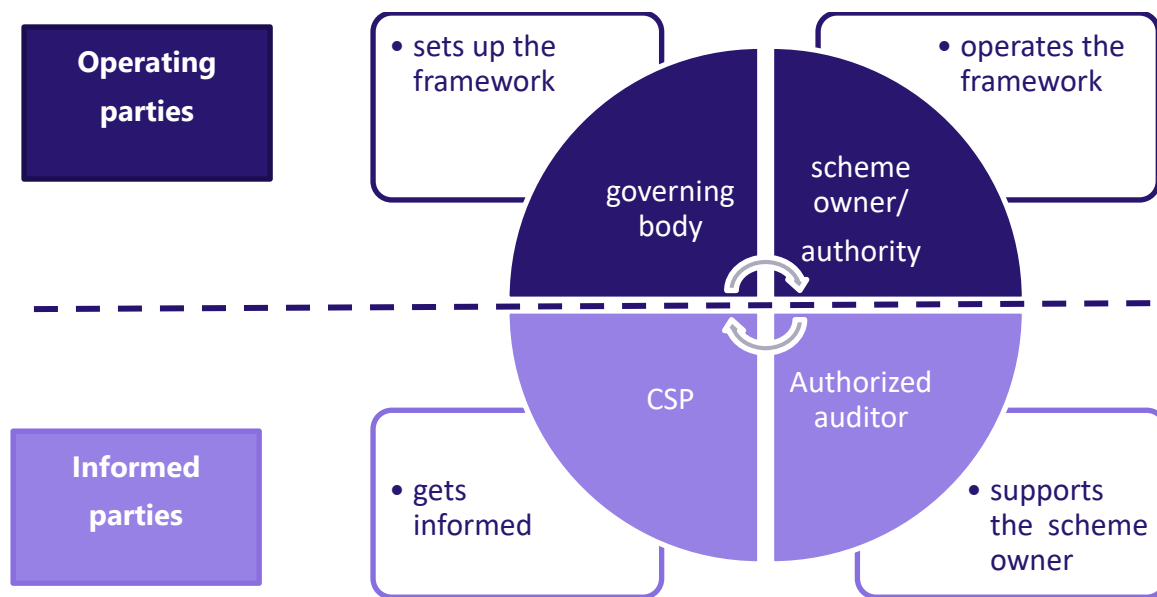 Operating
parties
• sets up the
framework
• operates the
framework
governing
body
scheme
owner/
authority
CSP
Authorized
auditor
Informed
parties
• gets
informed
• supports
the scheme
owner